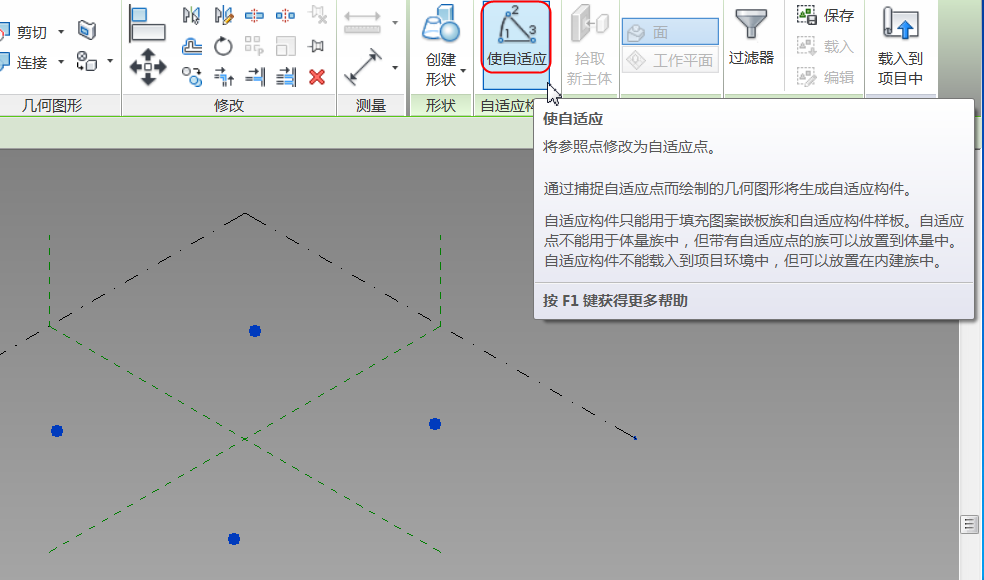 剪切
连接
几何图形
修改
测量
创建
形状
形状
2
1
3
使自适应
自适应构
拾取
新主体
面
工作平面
过滤器
保存
载入
编辑
载入到
项目中
使自适应
将参照点修改为自适应点。
通过捕捉自适应点而绘制的几何图形将生成自适应构件。
自适应构件只能用于填充图案嵌板族和自适应构件样板。自适应
点不能用于体量族中，但带有自适应点的族可以放置到体量中。
自适应构件不能载入到项目环境中，但可以放置在内建族中。
按 F1 键获得更多帮助